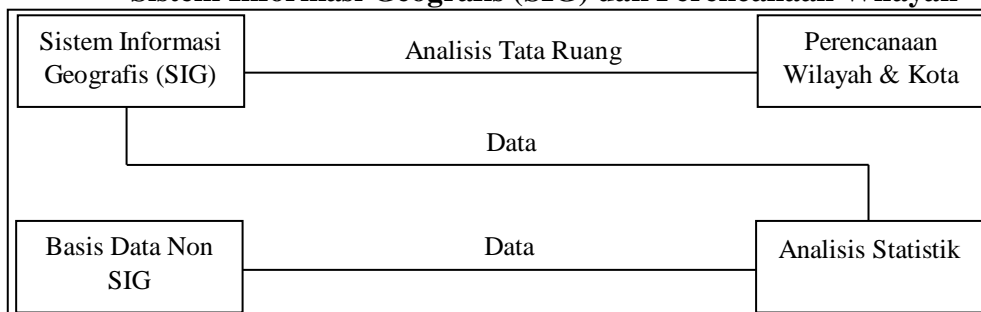 Sistem Informasi Geografis (SIG) dan Perencanaan Wilayah
Sistem Informasi
Geografis (SIG)
Analisis Tata Ruang
Perencanaan
Wilayah & Kota
Data
Basis Data Non
SIG
Data
Analisis Statistik